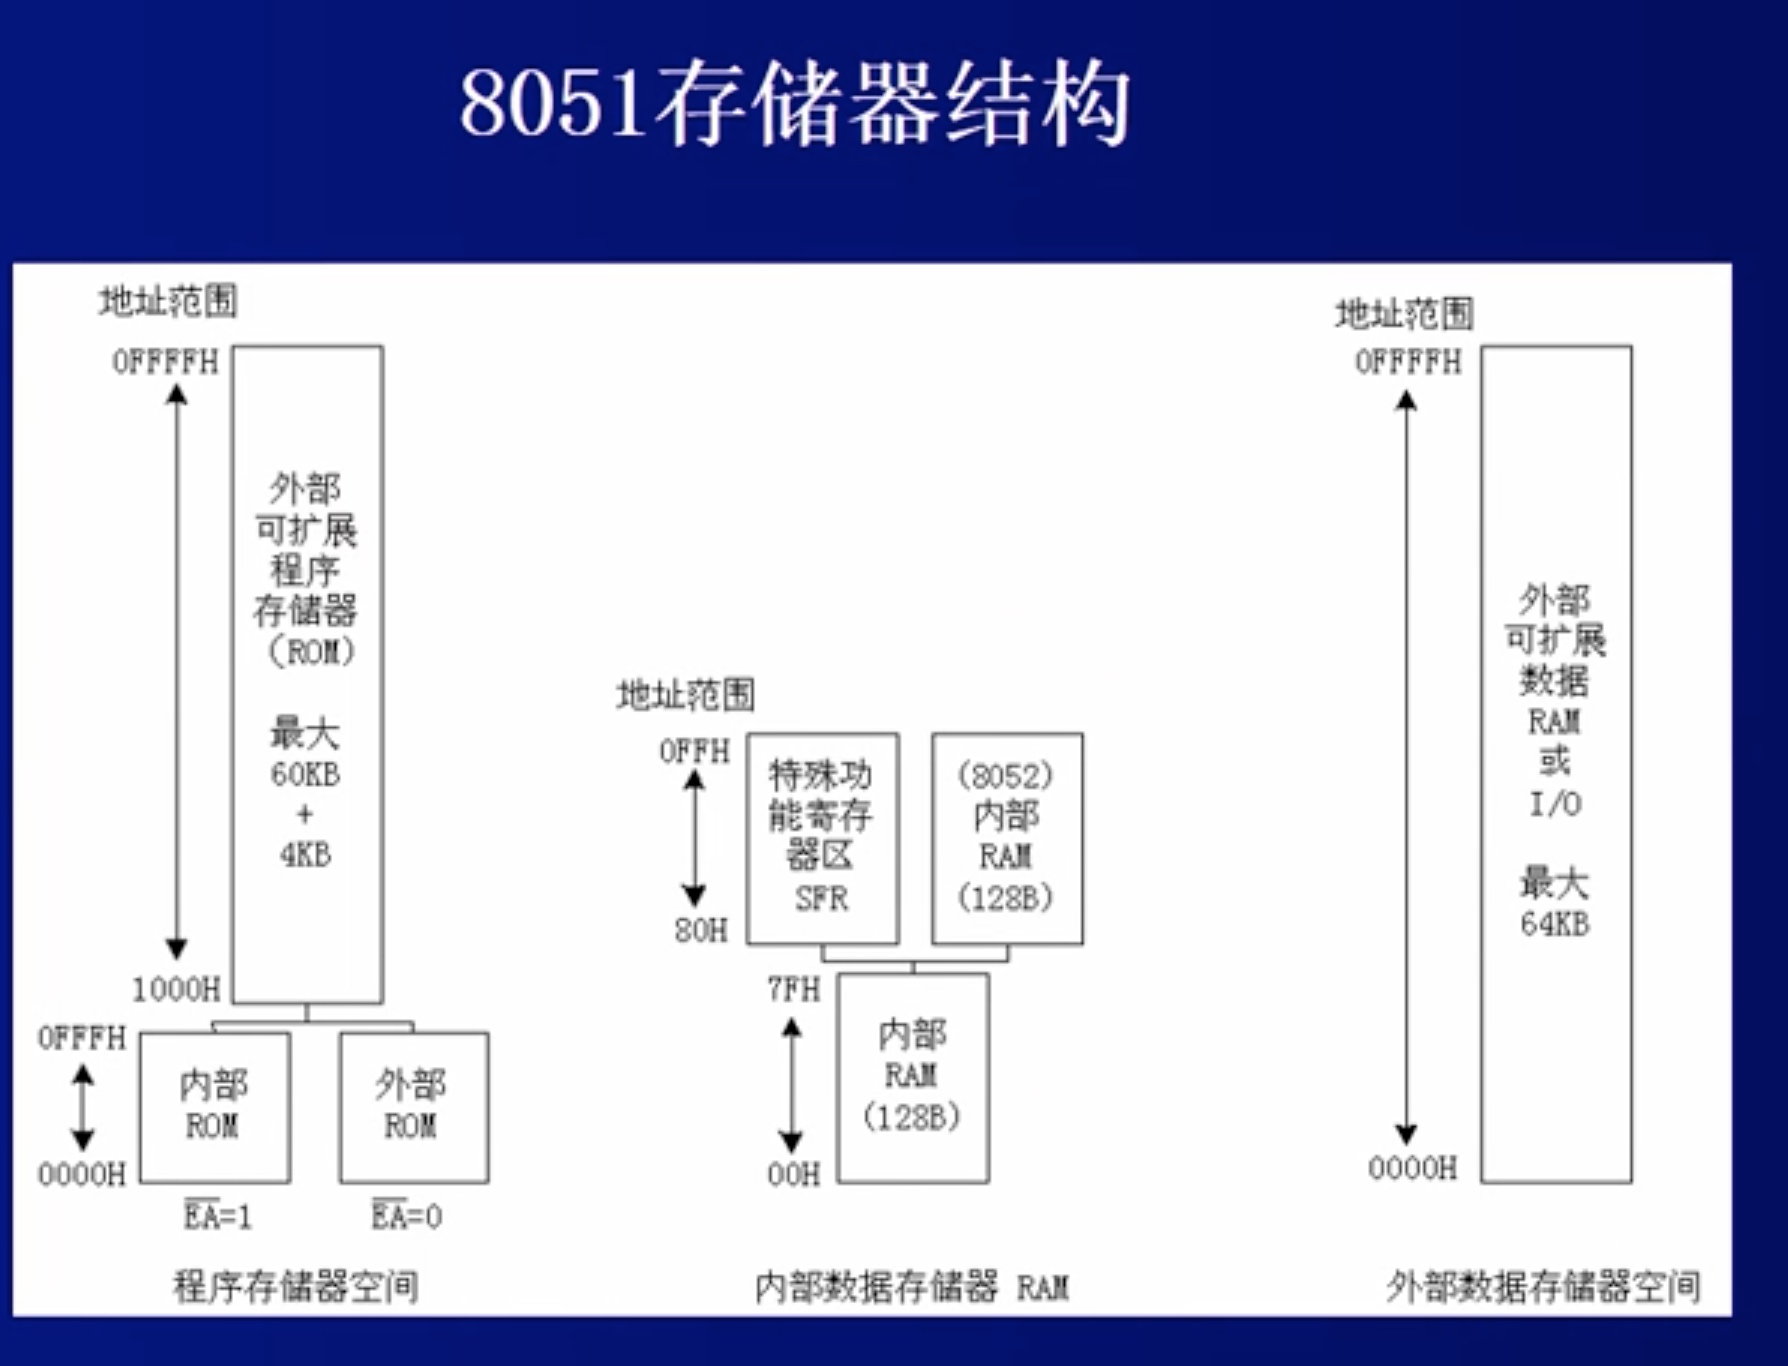 8051存储器结构
地址范围
0FFFFH
外部
可扩展
程序
存储器
(ROM)
最大
60KB
+
4KB
1000H
0FFFH
内部
ROM
外部
ROM
0000H
EA=1
EA=0
程序存储器空间
地址范围
0FFH
特殊功
能寄存
器区
SFR
(8052)
内部
RAM
(128B)
80H
7FH
内部
RAM
(128B)
00H
内部数据存储器 RAM
地址范围
0FFFFH
外部
可扩展
数据
RAM
或
I/O
最大
64KB
0000H
外部数据存储器空间